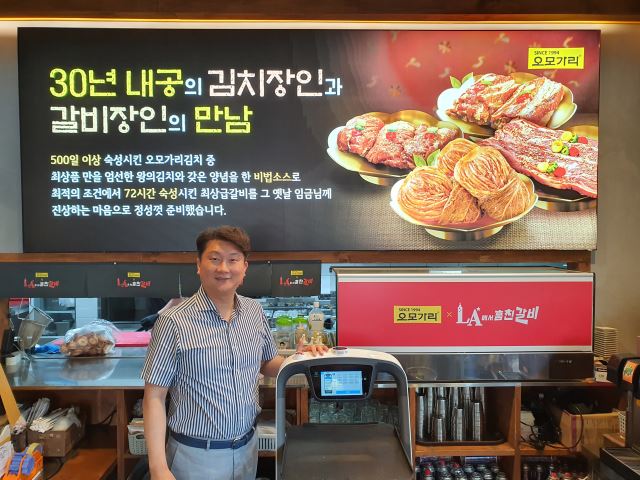 SINCE 1994
오모가리
30년 내공의 김치장인과
갈비장인의 만남
500일 이상 숙성시킨 오모가리김치 중
최상품 만을 엄선한 왕의김치와 갖은 양념을 한 비법소스로
최적의 조건에서 72시간 숙성시킨 최상급갈비를 그 옛날 임금님께
진상하는 마음으로 정성껏 준비했습니다.
SINCE 1994
오모가리 × LA에서 홍천갈비